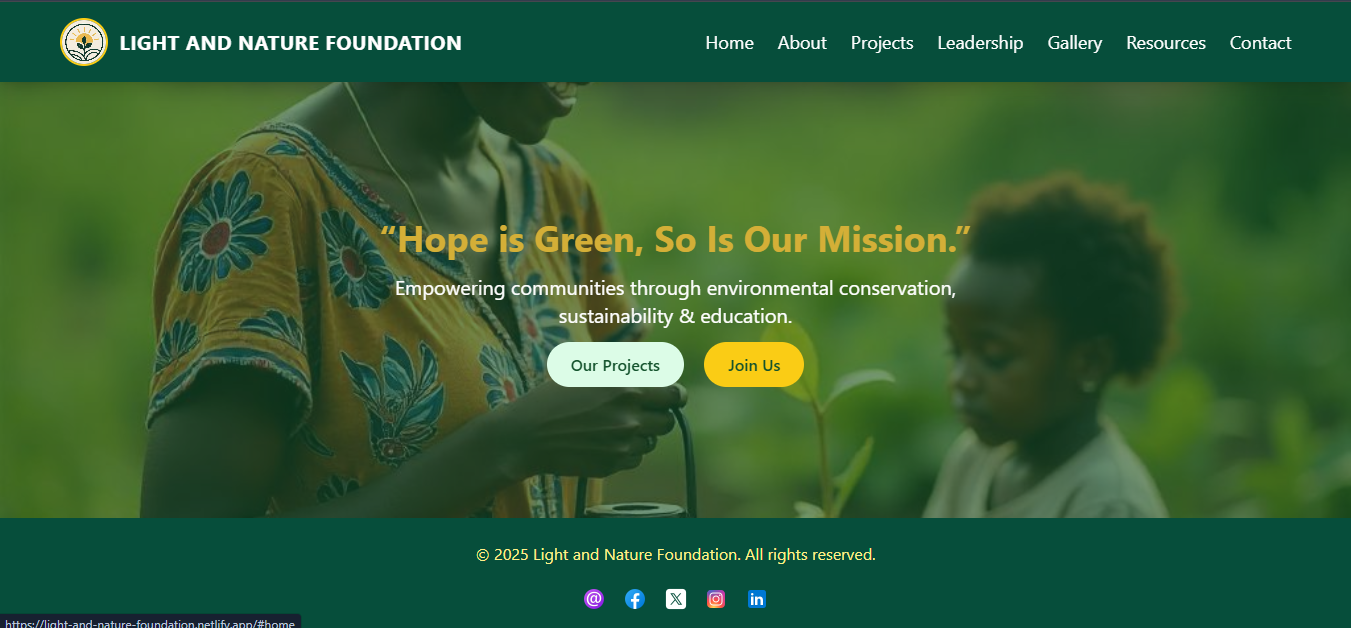 LIGHT AND NATURE FOUNDATION
Home About Projects Leadership Gallery Resources Contact
“Hope is Green, So Is Our Mission.”
Empowering communities through environmental conservation,
sustainability & education.
Our Projects Join Us
© 2025 Light and Nature Foundation. All rights reserved.
https://light-and-nature-foundation.netlify.app/#home